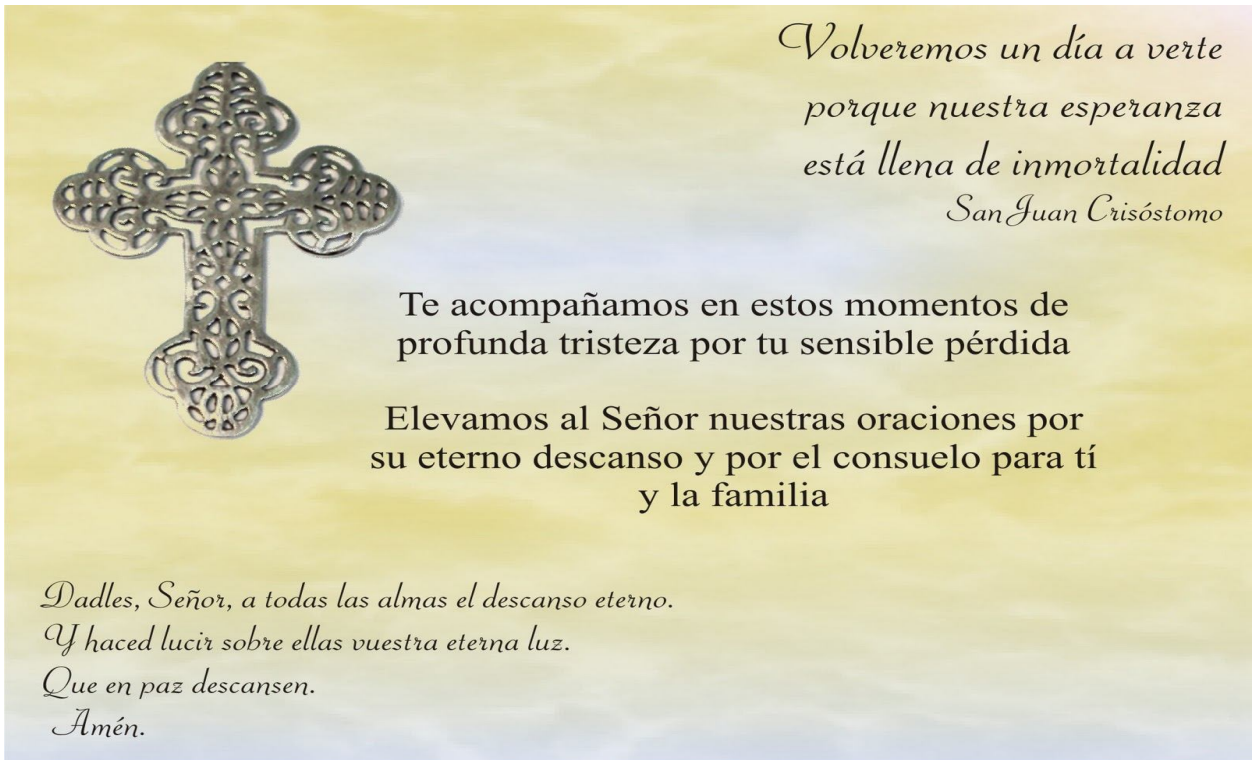 Volveremos un día a verte
porque nuestra esperanza
está llena de inmortalidad
San Juan Crisóstomo
Te acompañamos en estos momentos de
profunda tristeza por tu sensible pérdida
Elevamos al Señor nuestras oraciones por
su eterno descanso y por el consuelo para tí
y la familia
Dadles, Señor, a todas las almas el descanso eterno.
Y haced lucir sobre ellas vuestra eterna luz.
Que en paz descansen.
Amén.